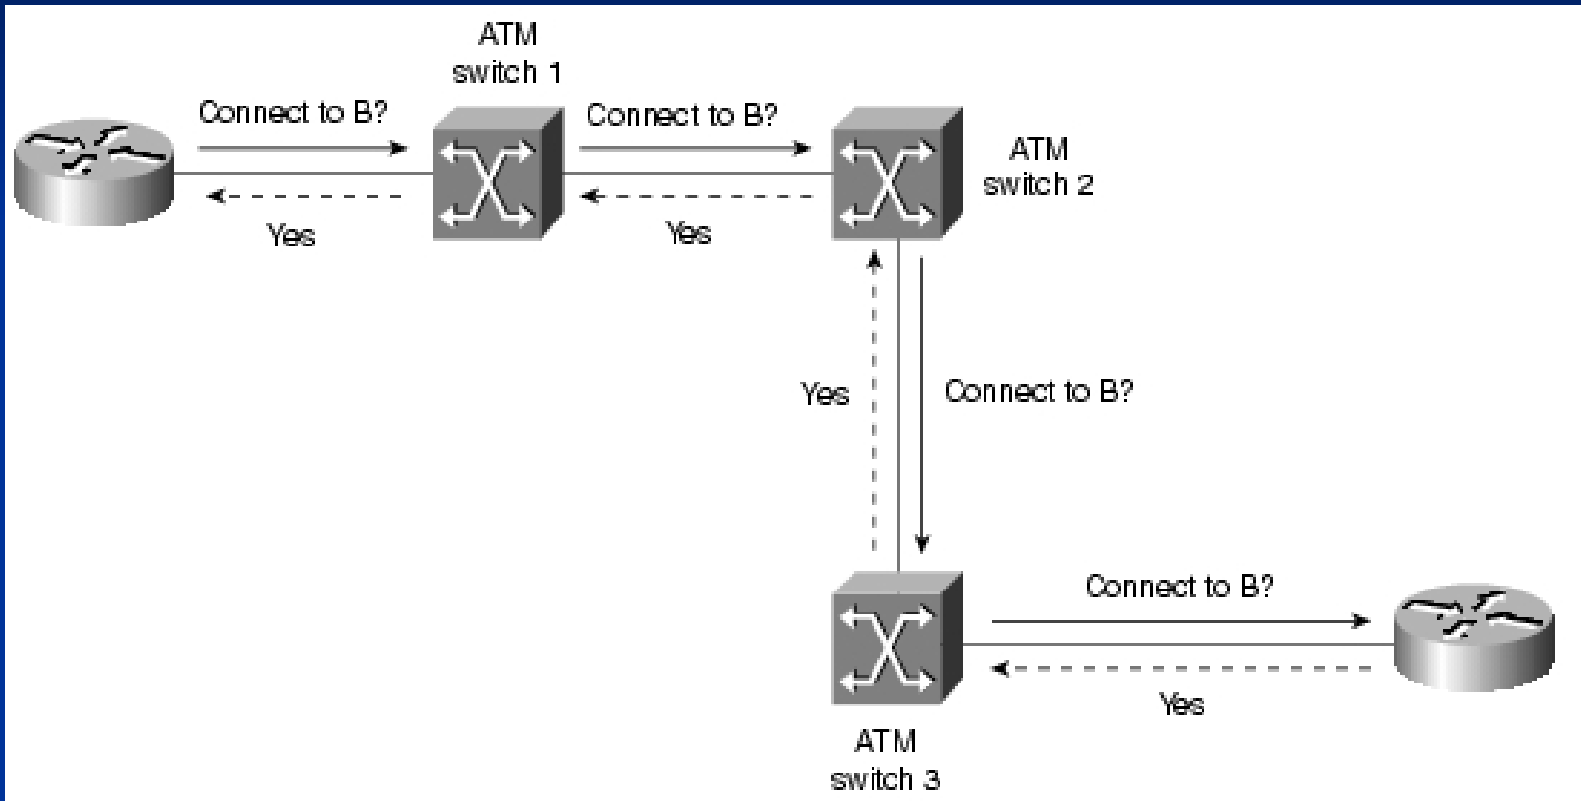 ATM
switch 1
Connect to B?
Connect to B?
ATM
switch 2
Yes
Yes
Yes
Connect to B?
Connect to B?
Yes
ATM
switch 3